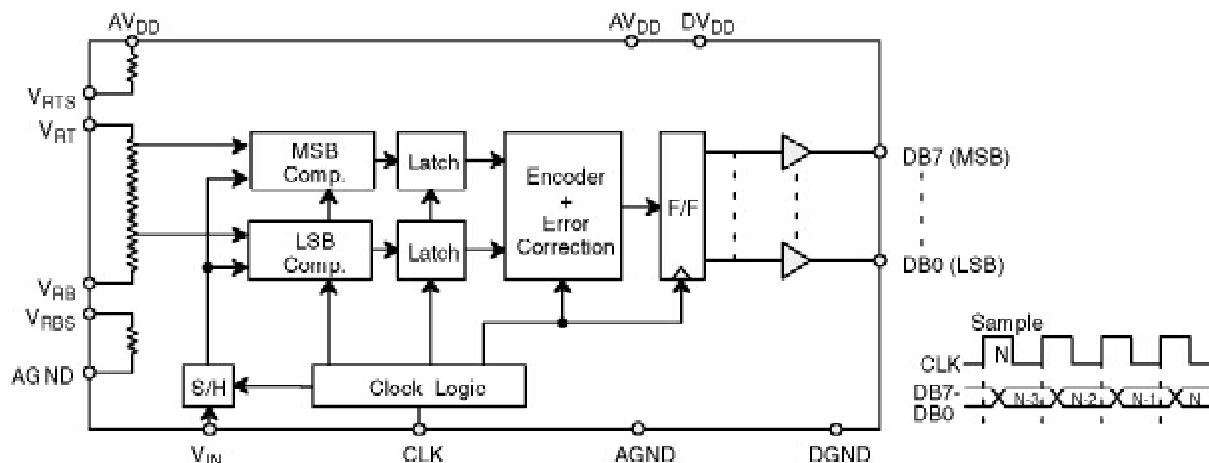 AVDD AVDD DVDD
VRTS
VRT
MSB Comp.
Latch
Encoder + Error Correction
F/F
DB7 (MSB)
LSB Comp.
Latch
DB0 (LSB)
VRB
VRBS
AGND
S/H
Clock Logic
VIN CLK AGND DGND
Sample
CLK N
DB7-DB0 N-3 N-2 N-1 N